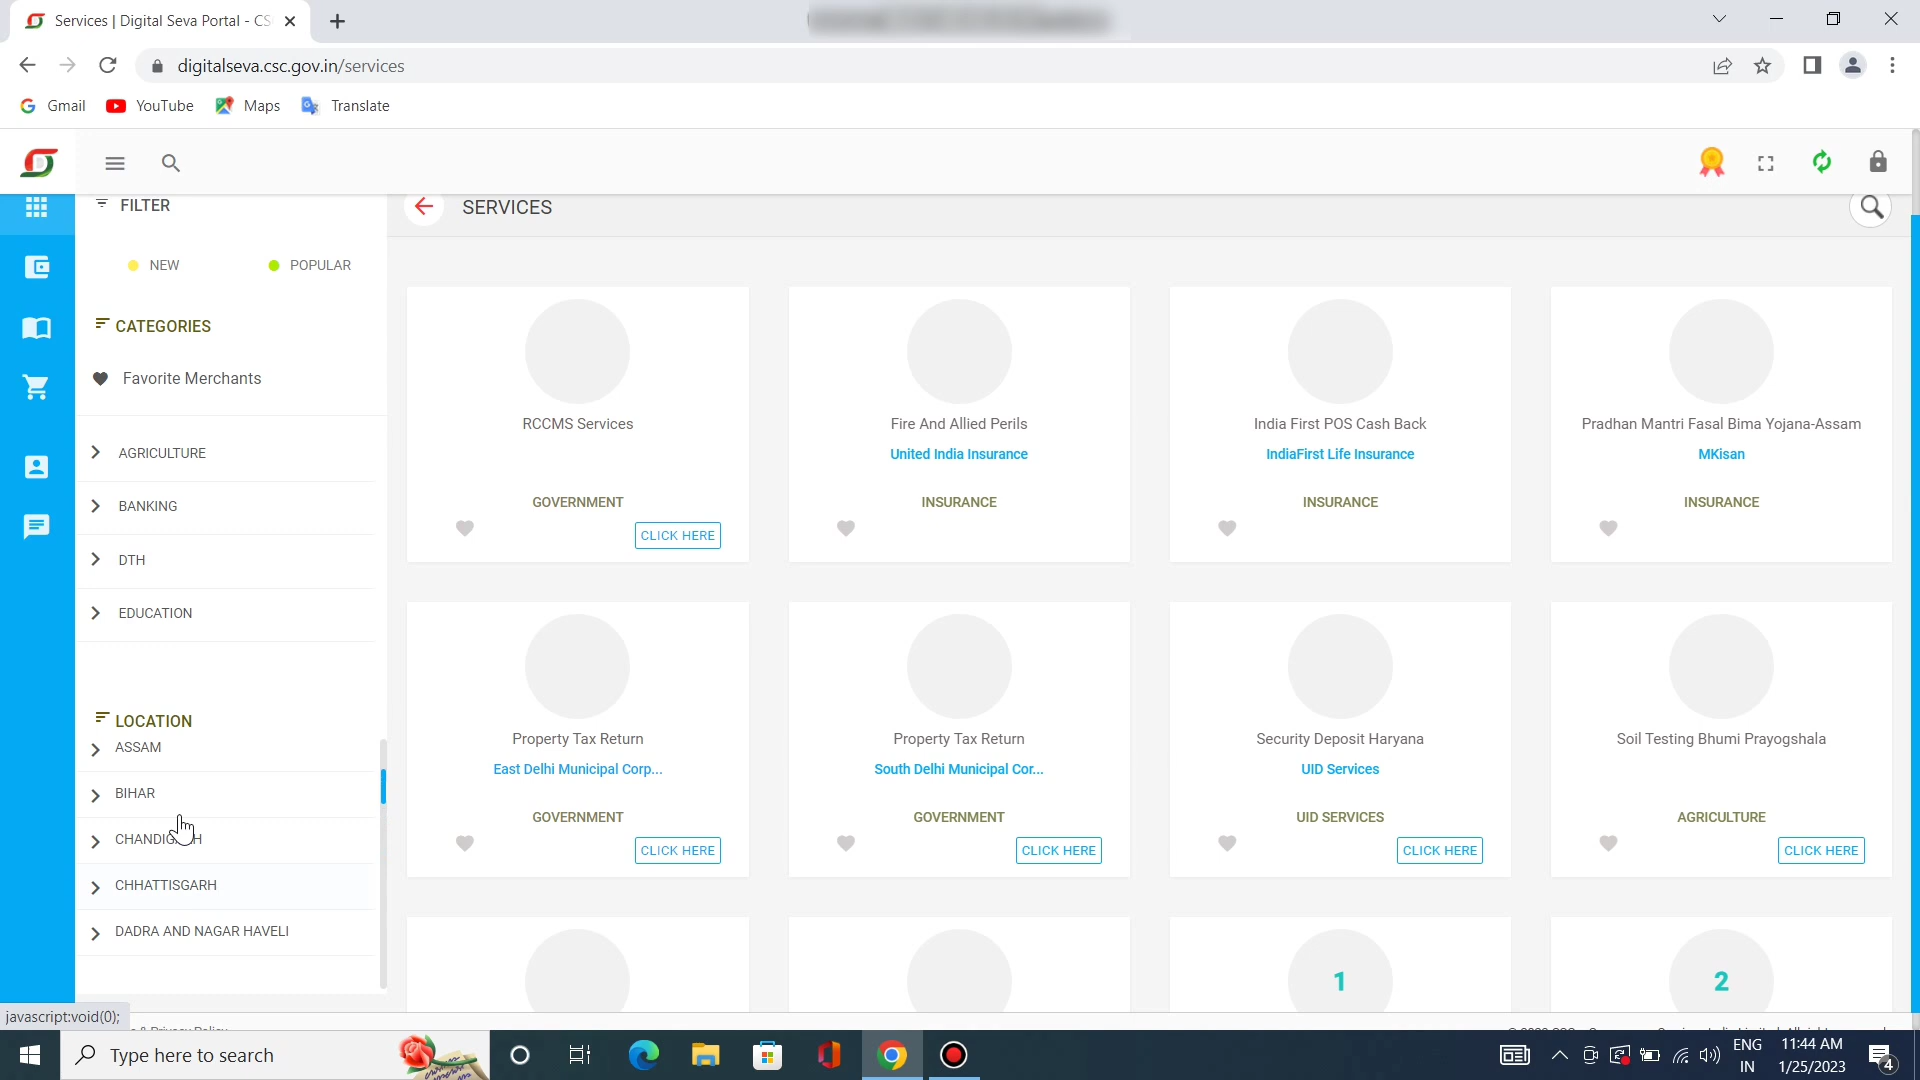 Services | Digital Seva Portal - CS
digitalseva.csc.gov.in/services
Gmail YouTube Maps Translate
FILTER
NEW POPULAR
CATEGORIES
Favorite Merchants
AGRICULTURE
BANKING
DTH
EDUCATION
LOCATION
ASSAM
BIHAR
CHANDIGARH
CHHATTISGARH
DADRA AND NAGAR HAVELI
SERVICES
RCCMS Services
GOVERNMENT
CLICK HERE
Fire And Allied Perils
United India Insurance
INSURANCE
India First POS Cash Back
IndiaFirst Life Insurance
INSURANCE
Pradhan Mantri Fasal Bima Yojana-Assam
MKisan
INSURANCE
Property Tax Return
East Delhi Municipal Corp...
GOVERNMENT
CLICK HERE
Property Tax Return
South Delhi Municipal Cor...
GOVERNMENT
CLICK HERE
Security Deposit Haryana
UID Services
UID SERVICES
CLICK HERE
Soil Testing Bhumi Prayogshala
AGRICULTURE
CLICK HERE
1
2
javascript:void(0);
Type here to search
ENG
IN
11:44 AM
1/25/2023
4